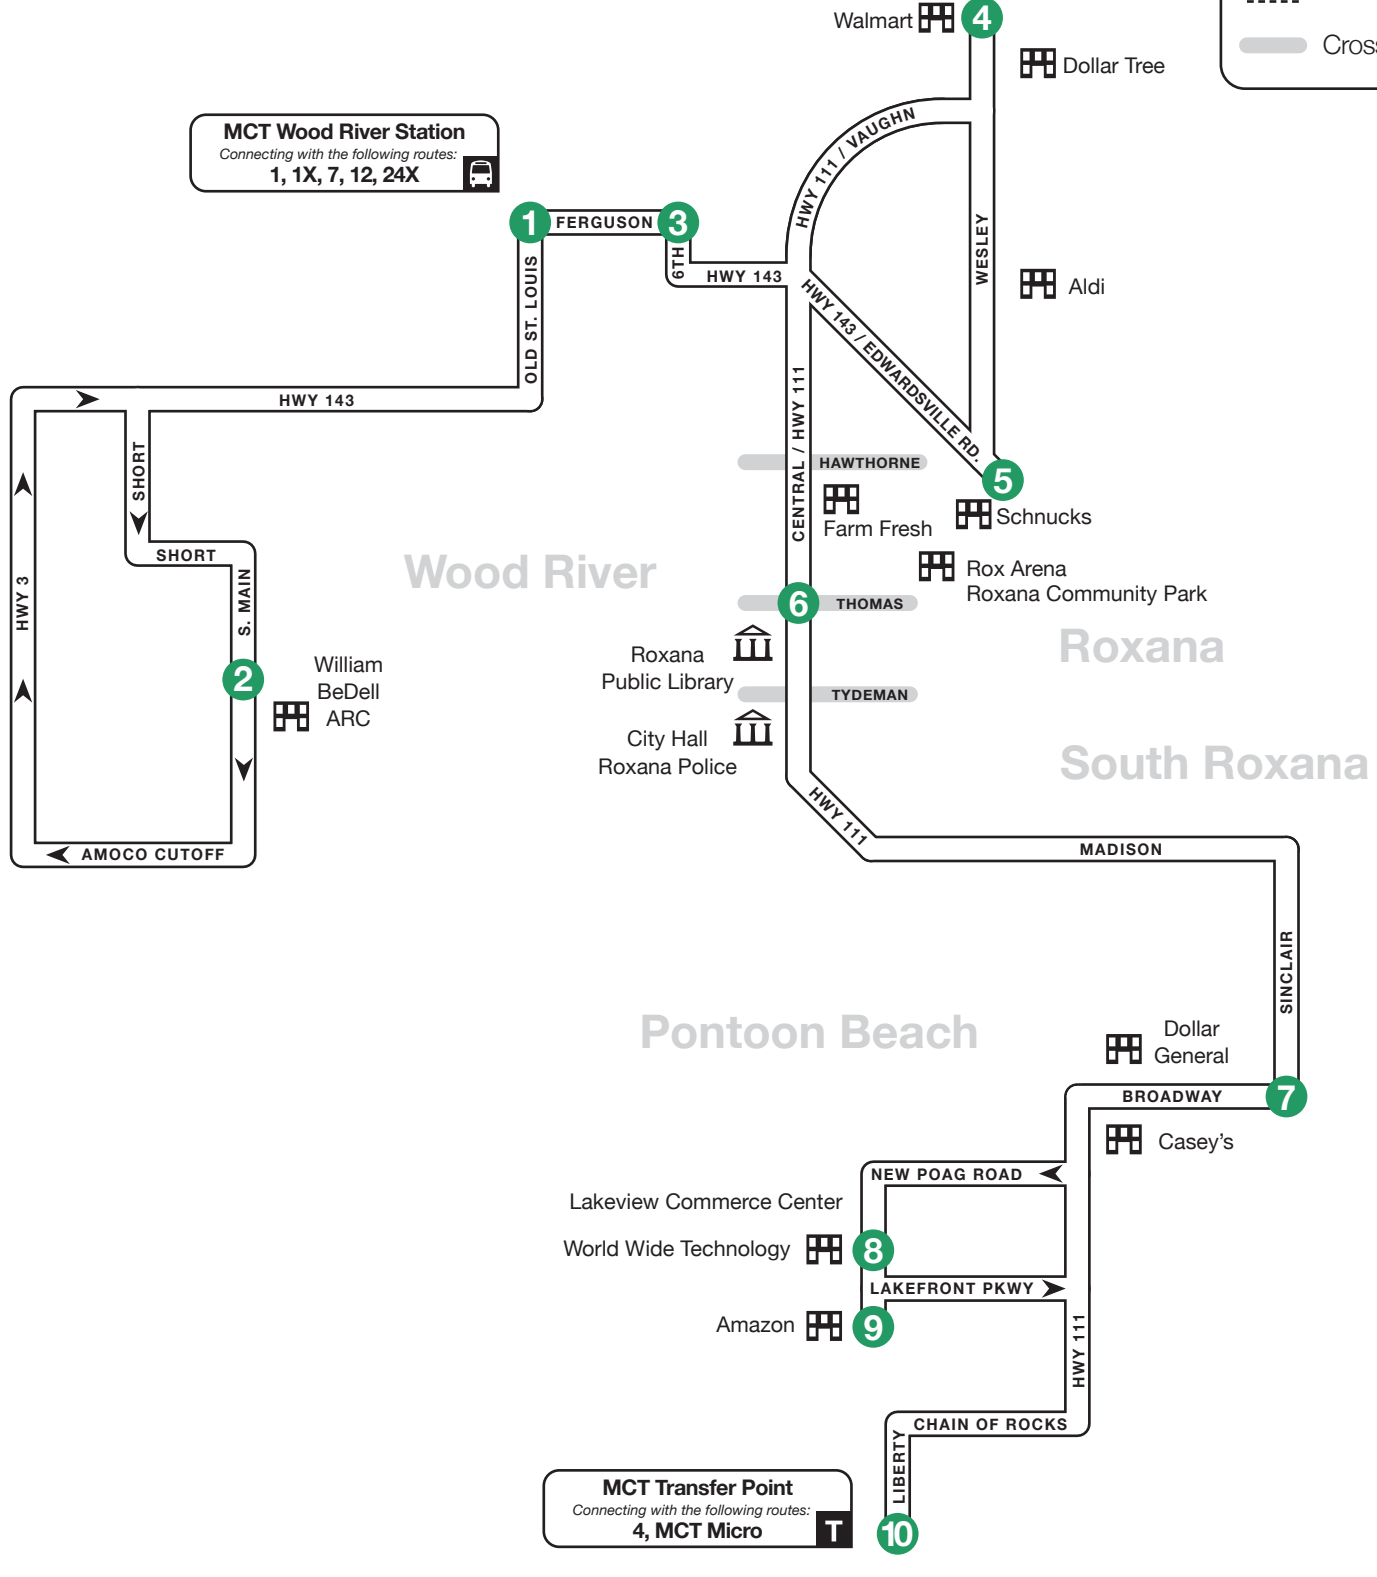 Walmart
4
Dollar Tree
Cross
MCT Wood River Station
Connecting with the following routes:
1, 1X, 7, 12, 24X
HWY 111 / VAUGHN
1
FERGUSON
3
6TH
HWY 143
WESLEY
Aldi
OLD ST. LOUIS
HWY 143 / EDWARDSVILLE RD.
HWY 143
CENTRAL / HWY 111
SHORT
HAWTHORNE
5
Farm Fresh
Schnucks
SHORT
Wood River
Rox Arena
Roxana Community Park
HWY 3
S. MAIN
6
THOMAS
Roxana
2
William
BeDell
ARC
Roxana
Public Library
TYDEMAN
City Hall
Roxana Police
South Roxana
HWY 111
AMOCO CUTOFF
MADISON
SINCLAIR
Pontoon Beach
Dollar
General
BROADWAY
7
Casey's
NEW POAG ROAD
Lakeview Commerce Center
World Wide Technology
8
LAKEFRONT PKWY
Amazon
9
HWY 111
CHAIN OF ROCKS
LIBERTY
MCT Transfer Point
Connecting with the following routes:
4, MCT Micro
T
10